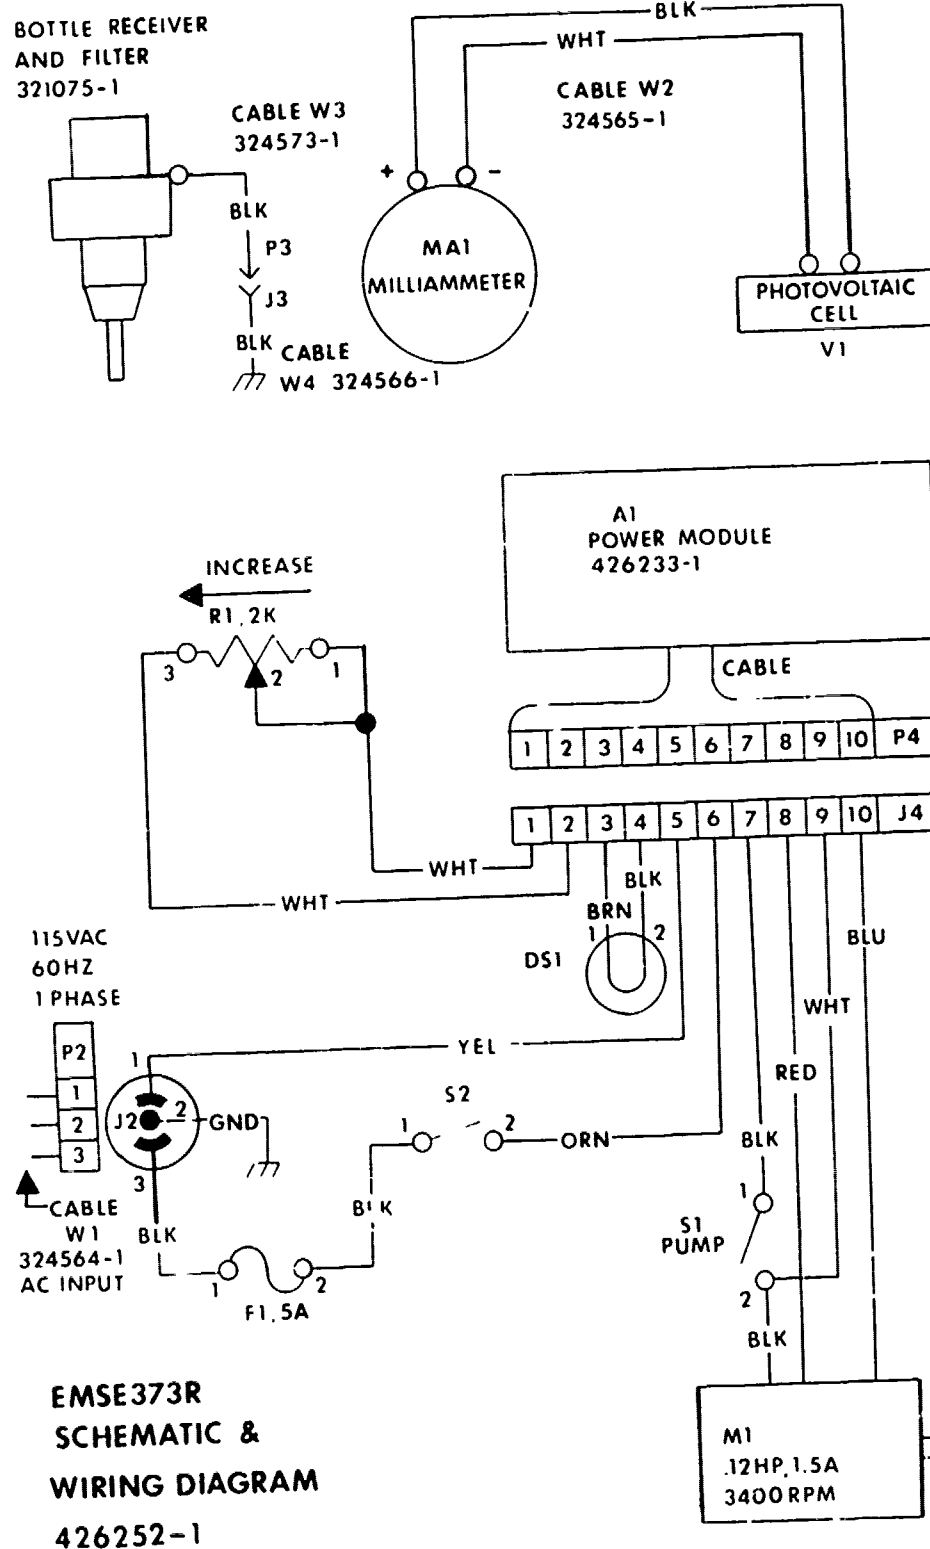 BOTTLE RECEIVER
AND FILTER
321075-1
CABLE W3
324573-1
BLK
P3
J3
BLK
CABLE
W4 324566-1
BLK
WHT
CABLE W2
324565-1
+
-
MA1
MILLIAMMETER
PHOTOVOLTAIC
CELL
V1
A1
POWER MODULE
426233-1
CABLE
INCREASE
R1, 2K
3
2
1
1 2 3 4 5 6 7 8 9 10 P4
1 2 3 4 5 6 7 8 9 10 J4
WHT
WHT
BLK
BRN
1
2
DS1
BLU
WHT
RED
BLK
115VAC
60HZ
1 PHASE
P2
1
2
3
1
J2
2
GND
3
YEL
S2
1
2
ORN
BLK
BLK
CABLE
W1
324564-1
AC INPUT
1
2
F1, 5A
1
S1
PUMP
2
BLK
M1
.12HP, 1.5A
3400RPM
EMSE373R
SCHEMATIC &
WIRING DIAGRAM
426252-1